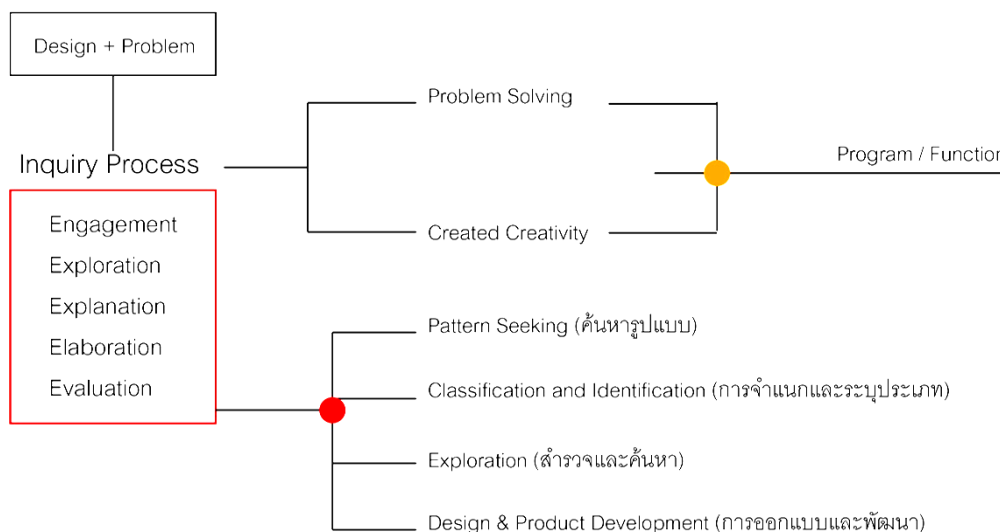 Design + Problem
Inquiry Process
Engagement
Exploration
Explanation
Elaboration
Evaluation
Problem Solving
Created Creativity
Program / Function
Pattern Seeking (ค้นหารูปแบบ)
Classification and Identification (การจำแนกและระบุประเภท)
Exploration (สำรวจและค้นหา)
Design & Product Development (การออกแบบและพัฒนา)